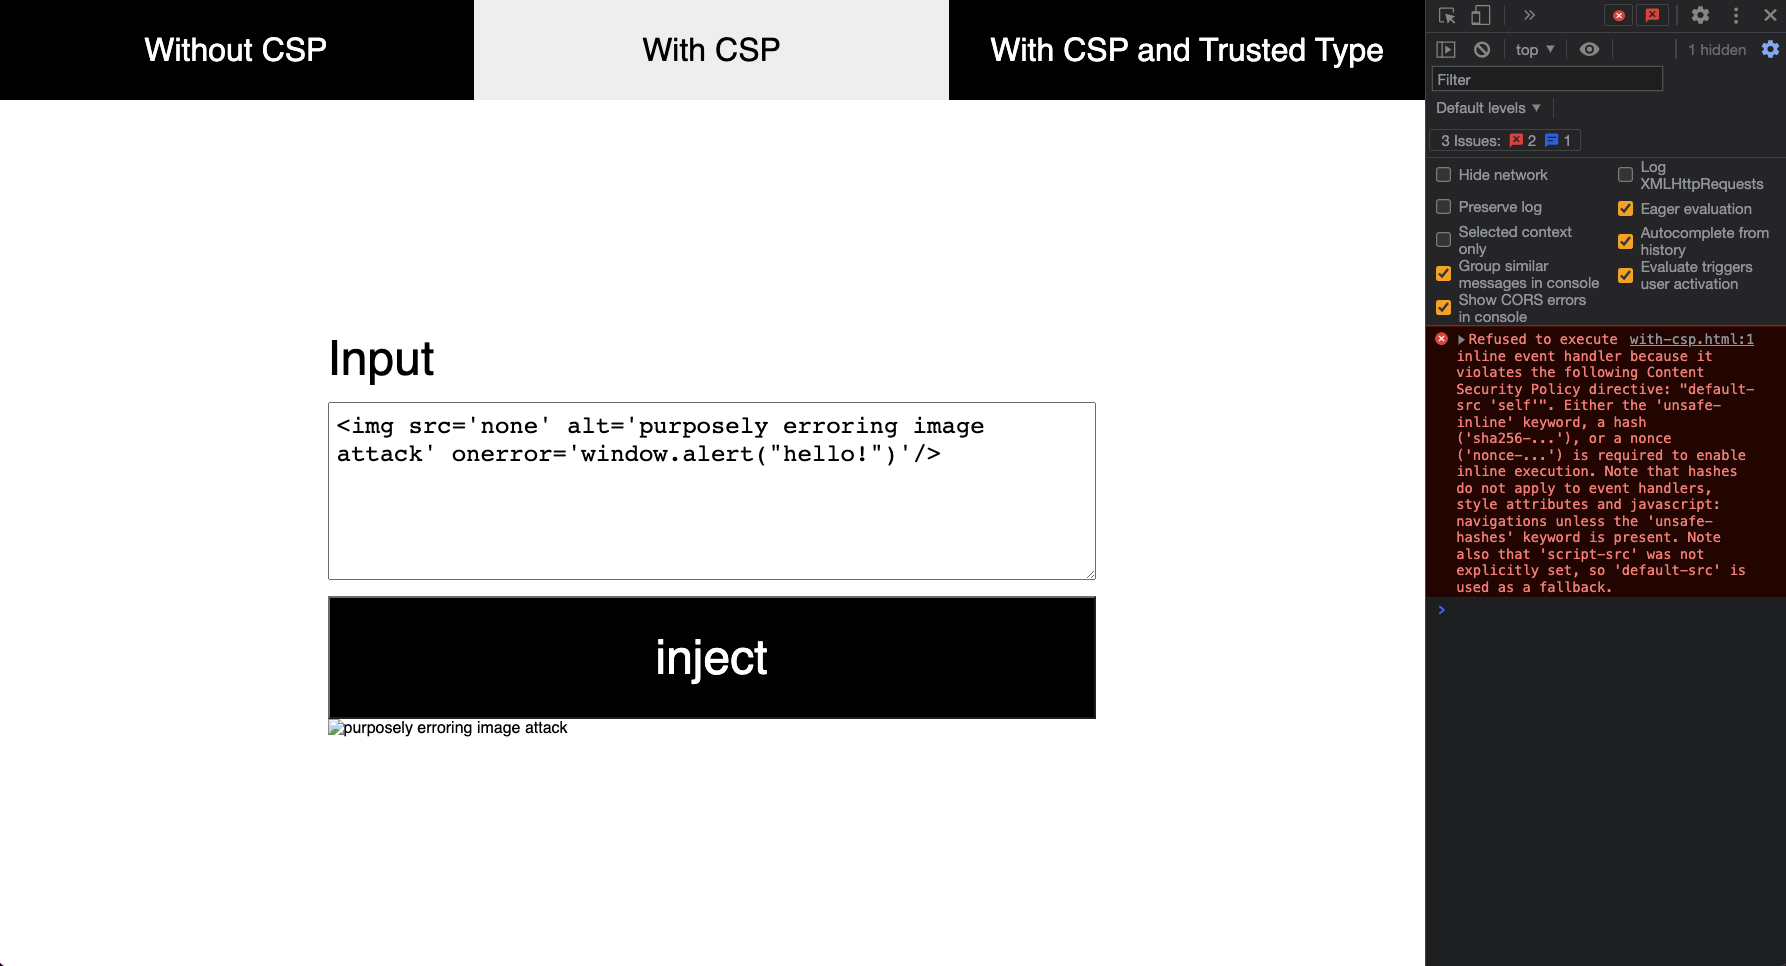 Without CSP
With CSP
With CSP and Trusted Type
Input
<img src='none' alt='purposely erroring image
attack' onerror='window.alert("hello!")'/>
inject
purposely erroring image attack
top
1 hidden
Filter
Default levels
3 Issues: 2 1
Hide network
Log
XMLHttpRequests
Preserve log
Eager evaluation
Selected context
only
Autocomplete from
history
Group similar
messages in console
Evaluate triggers
user activation
Show CORS errors
in console
Refused to execute with-csp.html:1
inline event handler because it
violates the following Content
Security Policy directive: "default-
src 'self'". Either the 'unsafe-
inline' keyword, a hash
('sha256-...'), or a nonce
('nonce-...') is required to enable
inline execution. Note that hashes
do not apply to event handlers,
style attributes and javascript:
navigations unless the 'unsafe-
hashes' keyword is present. Note
also that 'script-src' was not
explicitly set, so 'default-src' is
used as a fallback.